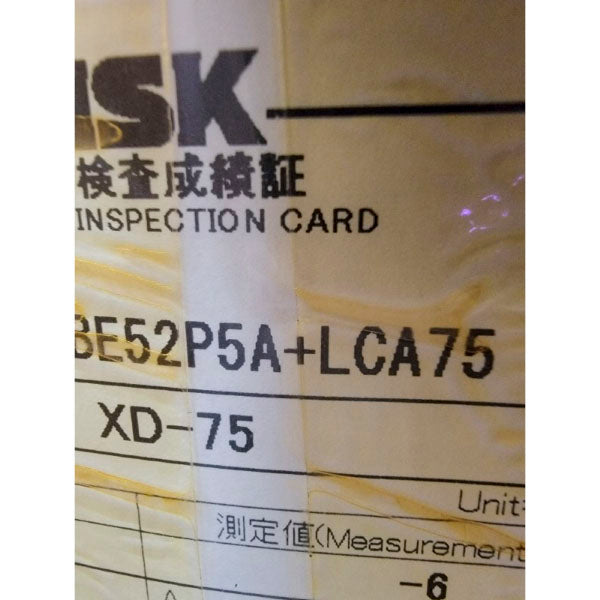 NSK
検査成績証
INSPECTION CARD
BE52P5A+LCA75
XD-75
Unit:
測定値(Measurement
-6